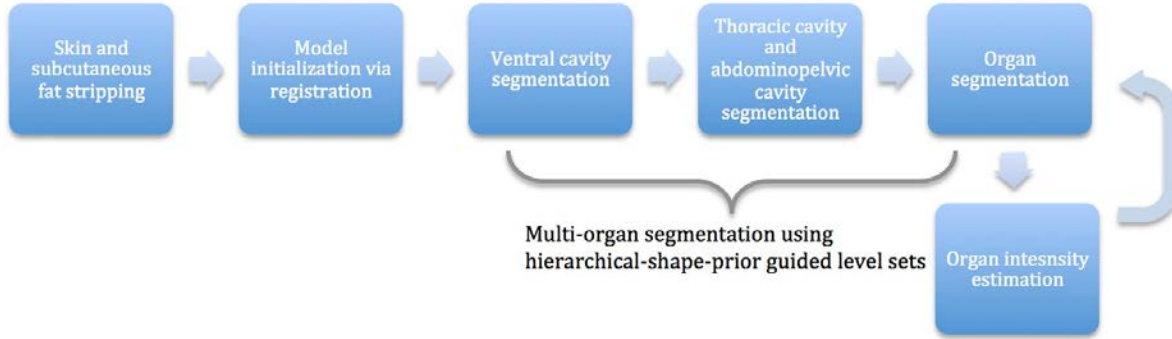 Skin and
subcutaneous
fat stripping
Model
initialization via
registration
Ventral cavity
segmentation
Thoracic cavity
and
abdominopelvic
cavity
segmentation
Organ
segmentation
Multi-organ segmentation using
hierarchical-shape-prior guided level sets
Organ intesnsity
estimation